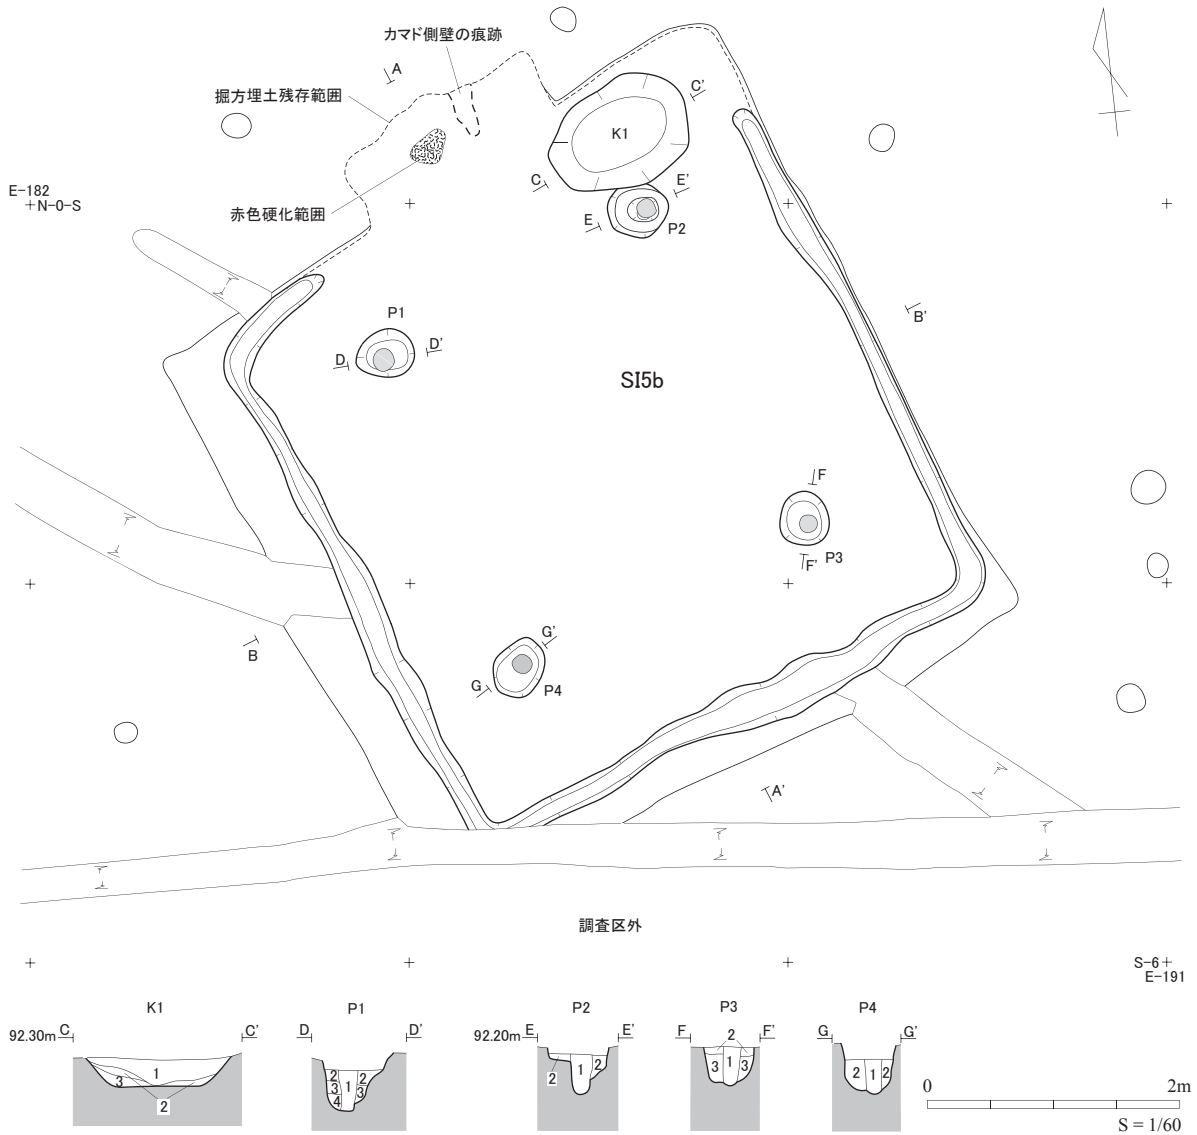 カマド側壁の痕跡
A
掘方埋土残存範囲
C'
K1
E-182
N-0-S
C
E'
赤色硬化範囲
E
P2
P1
B'
D
D'
SI5b
F
F'
P3
B
G'
G
P4
A'
調査区外
S-6
E-191
K1
P1
P2
P3
P4
92.30m
C
C'
D
D'
92.20m
E
E'
F
F'
G
G'
1
3
2
2
3
4
1
2
3
2
1
2
2
3
1
3
2
1
2
0
2m
S = 1/60